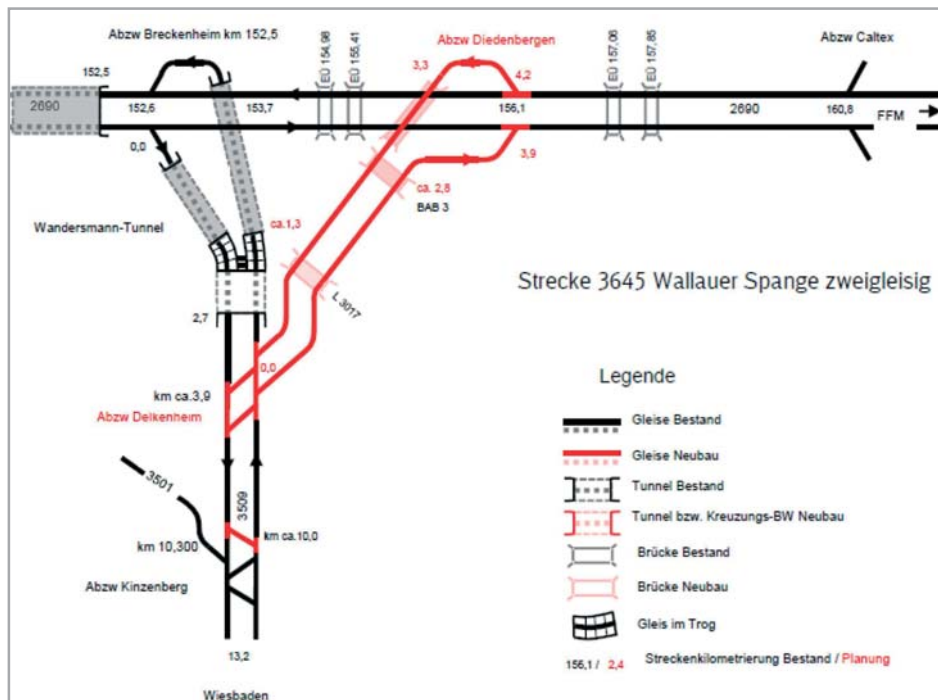 Abzw Breckenheim km 152,5
EÜ 154,98
EÜ 155,41
Abzw Diedenbergen
EÜ 157,06
EÜ 157,85
Abzw Caltex
152,5
3,3
4,2
2690
152,6
153,7
156,1
2690
160,8
FFM
0,0
3,9
ca. 2,8
BAB 3
Wandersmann-Tunnel
ca.1,3
L 3017
Strecke 3645 Wallauer Spange zweigleisig
2,7
0,0
km ca.3,9
Abzw Delkenheim
3501
3509
km ca.10,0
km 10,300
Abzw Kinzenberg
13,2
Wiesbaden
Legende
Gleise Bestand
Gleise Neubau
Tunnel Bestand
Tunnel bzw. Kreuzungs-BW Neubau
Brücke Bestand
Brücke Neubau
Gleis im Trog
156,1 / 2,4 Streckenkilometrierung Bestand / Planung